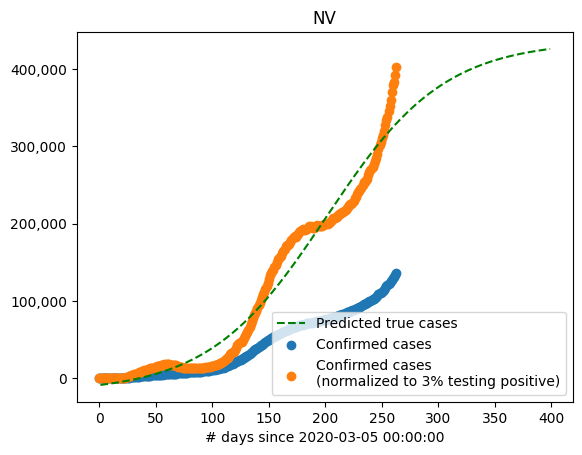 NV
400,000
300,000
200,000
100,000
0
Predicted true cases
Confirmed cases
Confirmed cases
(normalized to 3% testing positive)
0 50 100 150 200 250 300 350 400
# days since 2020-03-05 00:00:00